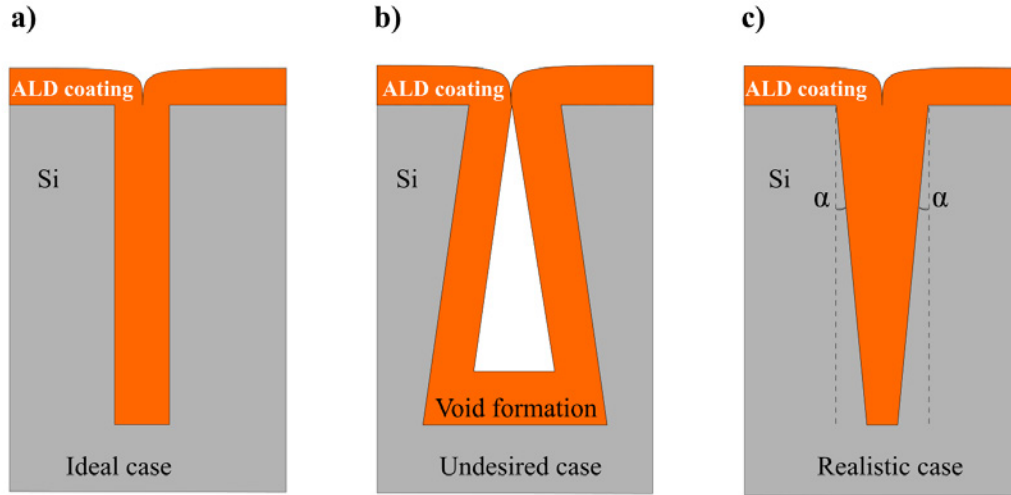 a)
ALD coating
Si
Ideal case
b)
ALD coating
Si
Void formation
Undesired case
c)
ALD coating
Si
α
α
Realistic case